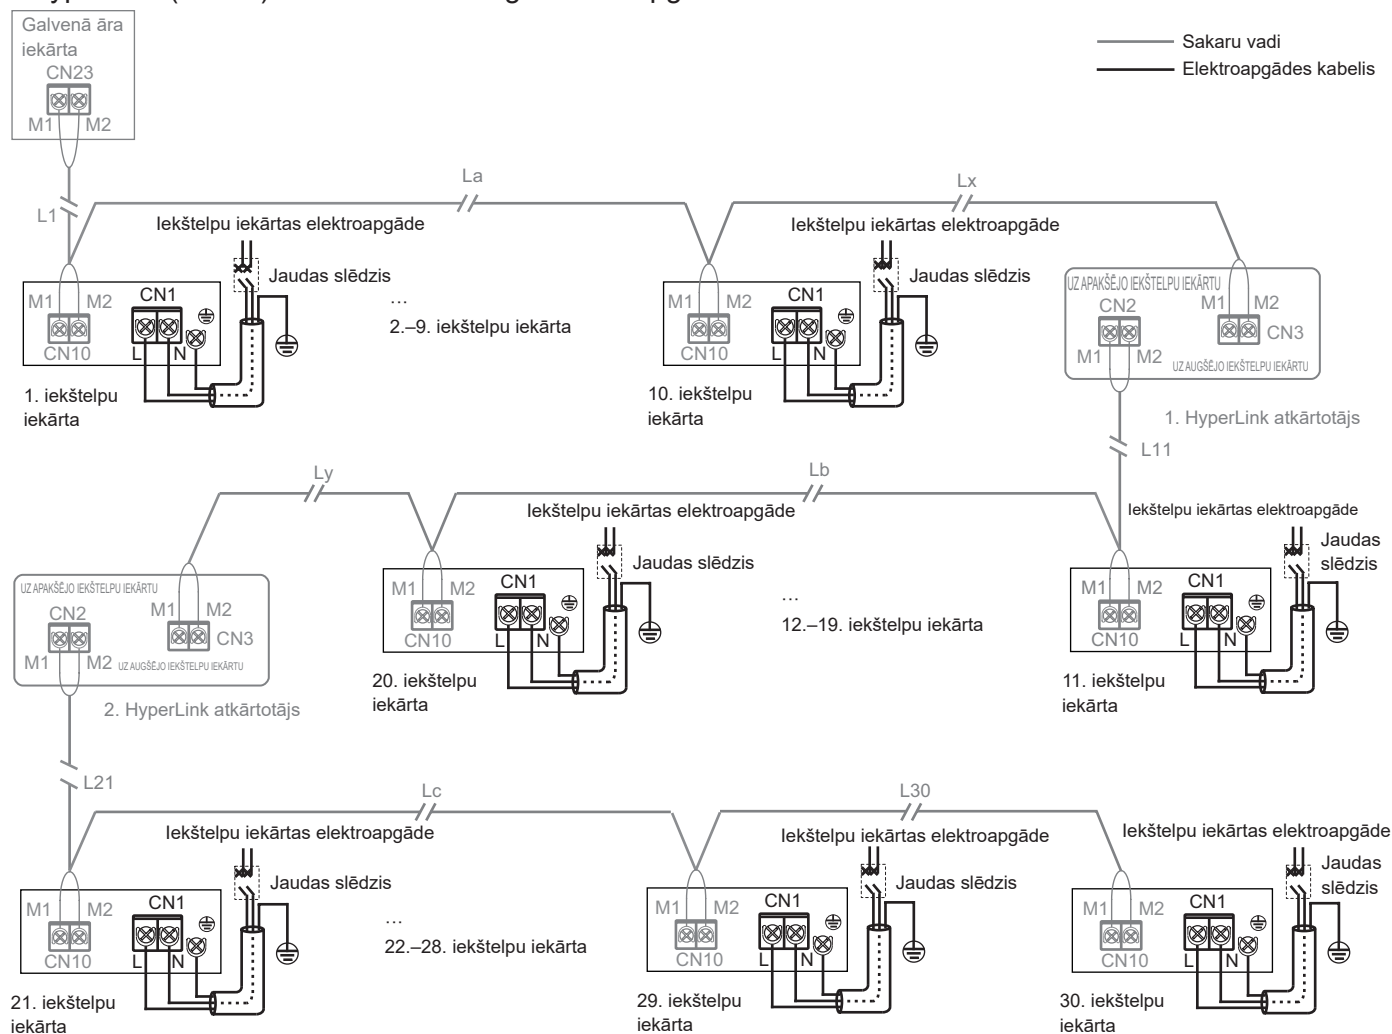 Galvenā āra
iekārta
CN23
M1 M2
Sakaru vadi
Elektroapgādes kabelis
L1
La
Lx
Iekštelpu iekārtas elektroapgāde
Jaudas slēdzis
M1 M2
CN1
CN10
L N
1. iekštelpu
iekārta
...
2.–9. iekštelpu iekārta
Iekštelpu iekārtas elektroapgāde
Jaudas slēdzis
M1 M2
CN1
CN10
L N
10. iekštelpu
iekārta
UZ APAKŠĒJO IEKŠTELPU IEKĀRTU
CN2
M1 M2
M1 M2
CN3
UZ AUGŠĒJO IEKŠTELPU IEKĀRTU
1. HyperLink atkārtotājs
L11
Ly
Lb
UZ APAKŠĒJO IEKŠTELPU IEKĀRTU
CN2
M1 M2
M1 M2
CN3
UZ AUGŠĒJO IEKŠTELPU IEKĀRTU
2. HyperLink atkārtotājs
Iekštelpu iekārtas elektroapgāde
Jaudas slēdzis
M1 M2
CN1
CN10
L N
20. iekštelpu
iekārta
...
12.–19. iekštelpu iekārta
Iekštelpu iekārtas elektroapgāde
Jaudas
slēdzis
M1 M2
CN1
CN10
L N
11. iekštelpu
iekārta
L21
Lc
L30
Iekštelpu iekārtas elektroapgāde
Jaudas slēdzis
M1 M2
CN1
CN10
L N
21. iekštelpu
iekārta
...
22.–28. iekštelpu iekārta
Iekštelpu iekārtas elektroapgāde
Jaudas slēdzis
M1 M2
CN1
CN10
L N
29. iekštelpu
iekārta
Iekštelpu iekārtas elektroapgāde
Jaudas
slēdzis
M1 M2
CN1
CN10
L N
30. iekštelpu
iekārta